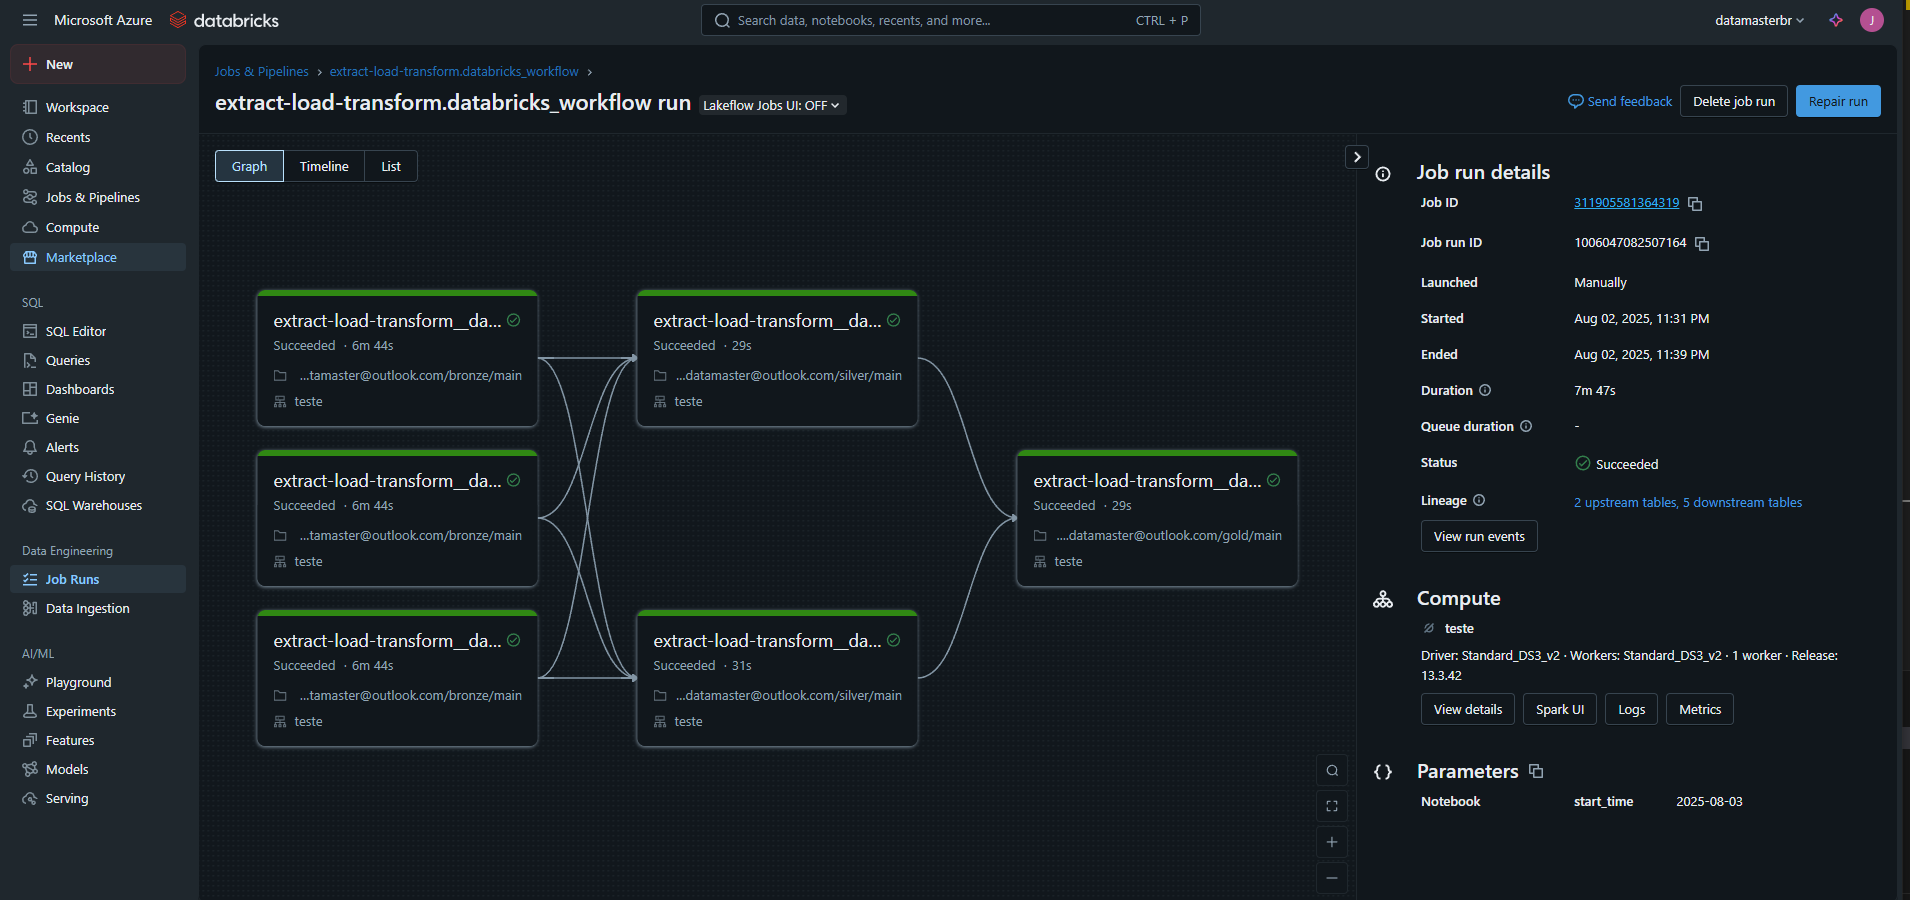 Microsoft Azure databricks
Search data, notebooks, recents, and more... CTRL + P
datamasterbr
J
New
Workspace
Recents
Catalog
Jobs & Pipelines
Compute
Marketplace
SQL
SQL Editor
Queries
Dashboards
Genie
Alerts
Query History
SQL Warehouses
Data Engineering
Job Runs
Data Ingestion
AI/ML
Playground
Experiments
Features
Models
Serving
Jobs & Pipelines › extract-load-transform.databricks_workflow ›
extract-load-transform.databricks_workflow run Lakeflow Jobs UI: OFF
Send feedback Delete job run Repair run
Graph Timeline List
extract-load-transform__da...
Succeeded · 6m 44s
...tamaster@outlook.com/bronze/main
teste
extract-load-transform__da...
Succeeded · 6m 44s
...tamaster@outlook.com/bronze/main
teste
extract-load-transform__da...
Succeeded · 6m 44s
...tamaster@outlook.com/bronze/main
teste
extract-load-transform__da...
Succeeded · 29s
...datamaster@outlook.com/silver/main
teste
extract-load-transform__da...
Succeeded · 31s
...datamaster@outlook.com/silver/main
teste
extract-load-transform__da...
Succeeded · 29s
....datamaster@outlook.com/gold/main
teste
Job run details
Job ID 311905581364319
Job run ID 1006047082507164
Launched Manually
Started Aug 02, 2025, 11:31 PM
Ended Aug 02, 2025, 11:39 PM
Duration 7m 47s
Queue duration -
Status Succeeded
Lineage 2 upstream tables, 5 downstream tables
View run events
Compute
teste
Driver: Standard_DS3_v2 · Workers: Standard_DS3_v2 · 1 worker · Release:
13.3.42
View details Spark UI Logs Metrics
Parameters
Notebook start_time 2025-08-03